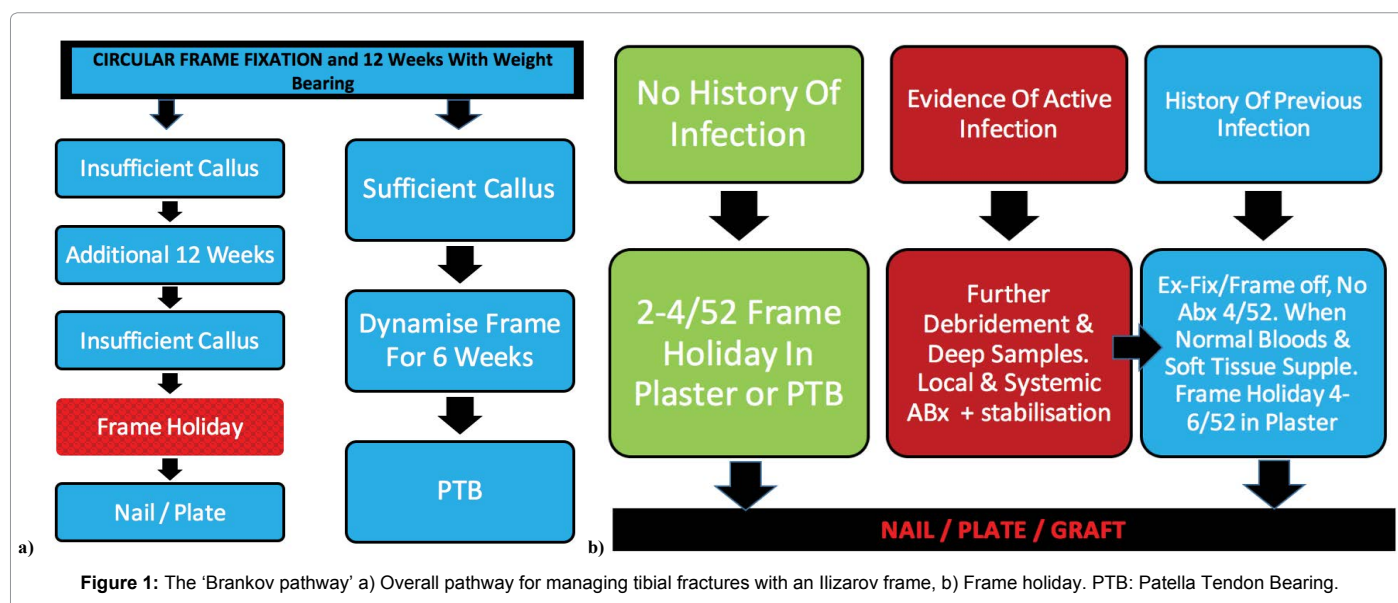 CIRCULAR FRAME FIXATION and 12 Weeks With Weight
Bearing
Insufficient Callus
Additional 12 Weeks
Insufficient Callus
Frame Holiday
Nail / Plate
Sufficient Callus
Dynamise Frame
For 6 Weeks
PTB
a)
No History Of
Infection
2-4/52 Frame
Holiday In
Plaster or PTB
Evidence Of Active
Infection
Further
Debridement &
Deep Samples.
Local & Systemic
ABx + stabilisation
History Of Previous
Infection
Ex-Fix/Frame off, No
Abx 4/52. When
Normal Bloods &
Soft Tissue Supple.
Frame Holiday 4-
6/52 in Plaster
b)
NAIL / PLATE / GRAFT
Figure 1: The ‘Brankov pathway’ a) Overall pathway for managing tibial fractures with an Ilizarov frame, b) Frame holiday. PTB: Patella Tendon Bearing.